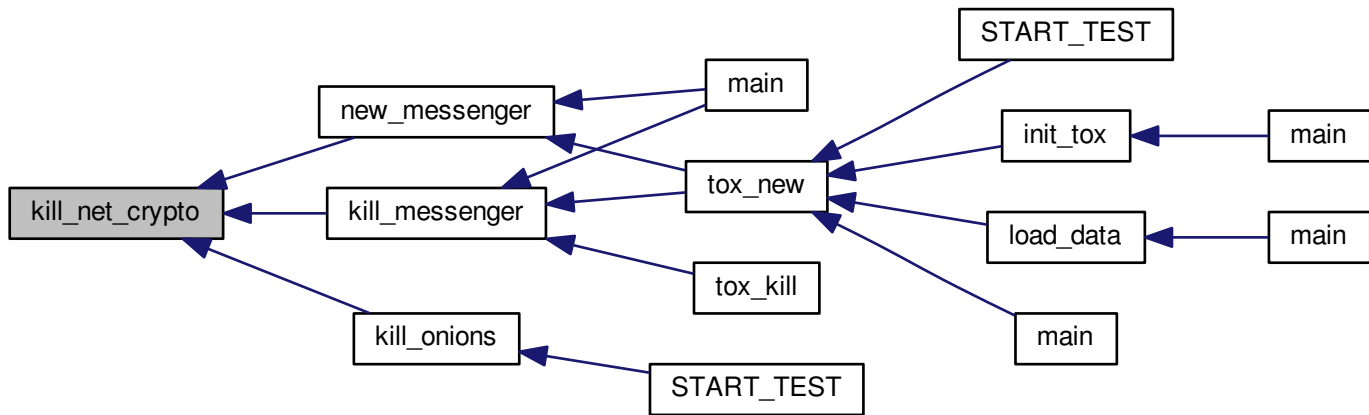 START_TEST
new_messenger
main
init_tox
main
kill_net_crypto
kill_messenger
tox_new
load_data
main
tox_kill
kill_onions
main
START_TEST